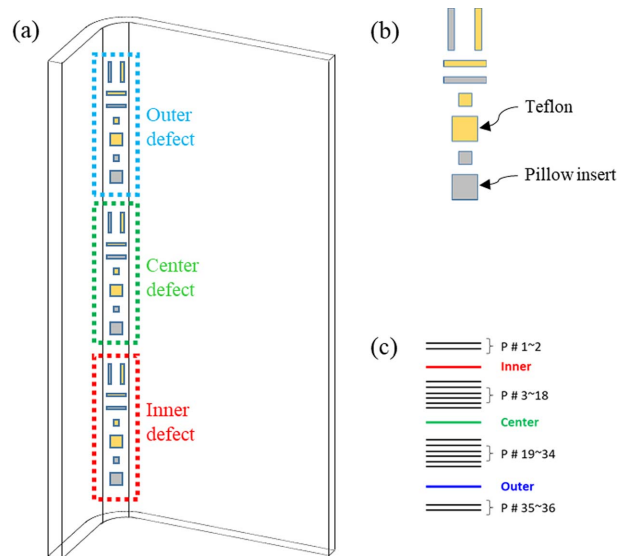 (a)
Outer
defect
Center
defect
Inner
defect
(b)
Teflon
Pillow insert
(c)
P # 1~2
Inner
P # 3~18
Center
P # 19~34
Outer
P # 35~36